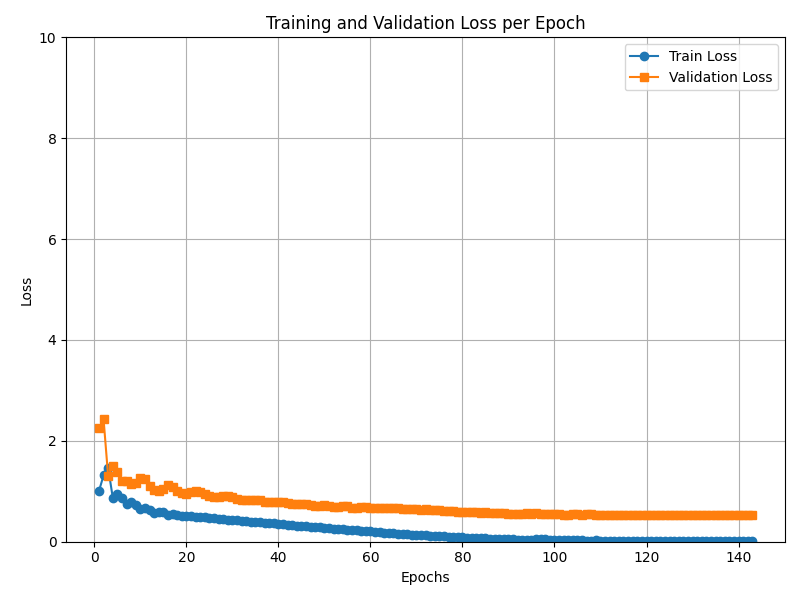 Training and Validation Loss per Epoch
10
8
6
4
2
0
Loss
Train Loss
Validation Loss
0 20 40 60 80 100 120 140
Epochs